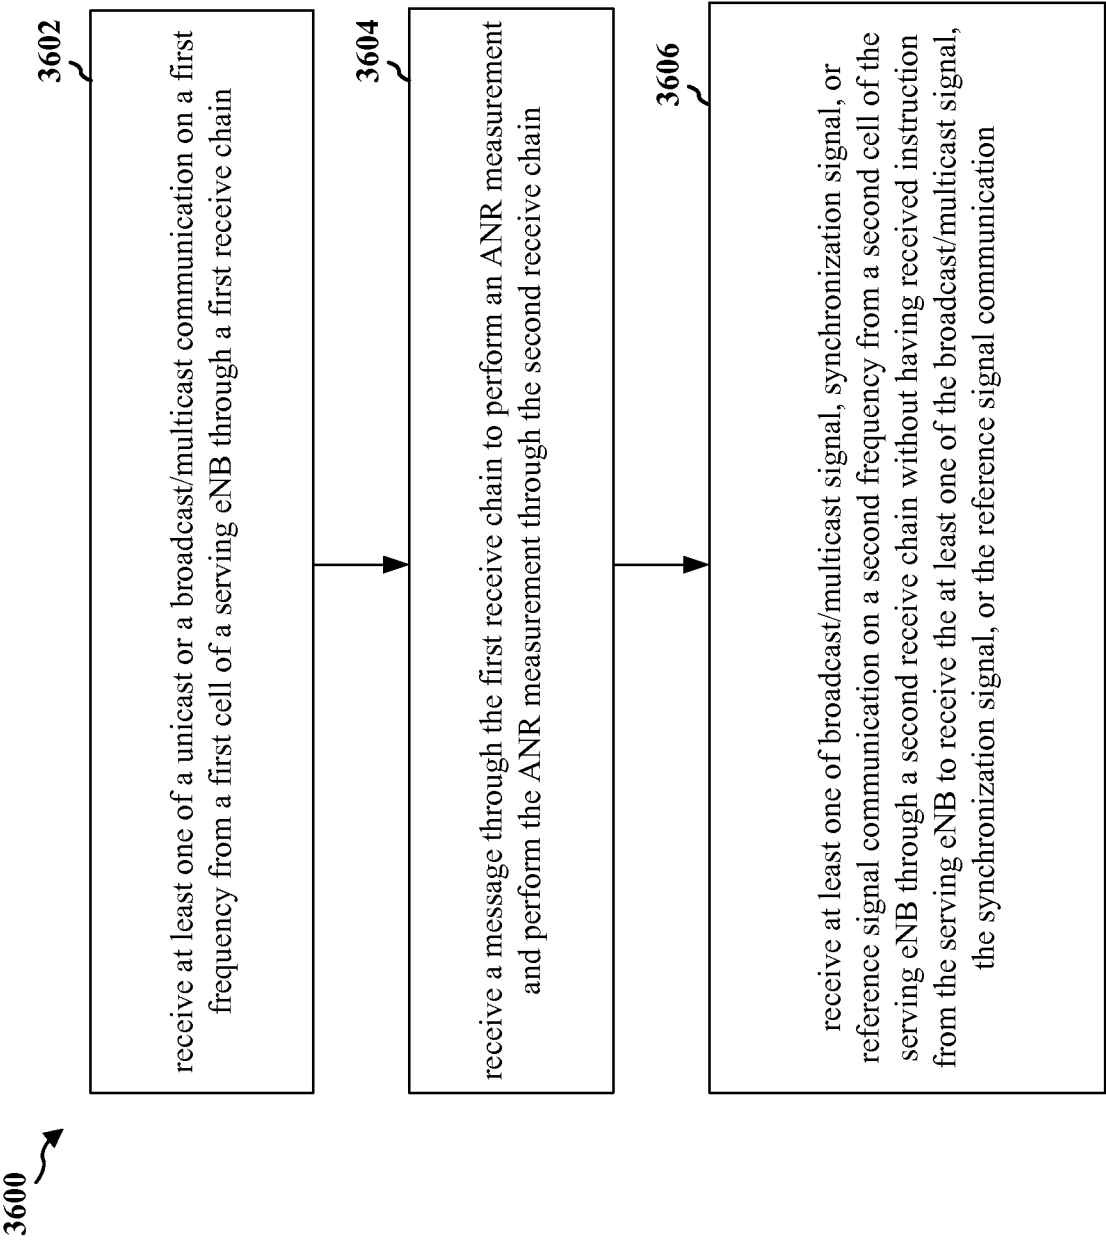 3600
3602
receive at least one of a unicast or a broadcast/multicast communication on a first
frequency from a first cell of a serving eNB through a first receive chain
3604
receive a message through the first receive chain to perform an ANR measurement
and perform the ANR measurement through the second receive chain
3606
receive at least one of broadcast/multicast signal, synchronization signal, or
reference signal communication on a second frequency from a second cell of the
serving eNB through a second receive chain without having received instruction
from the serving eNB to receive the at least one of the broadcast/multicast signal,
the synchronization signal, or the reference signal communication